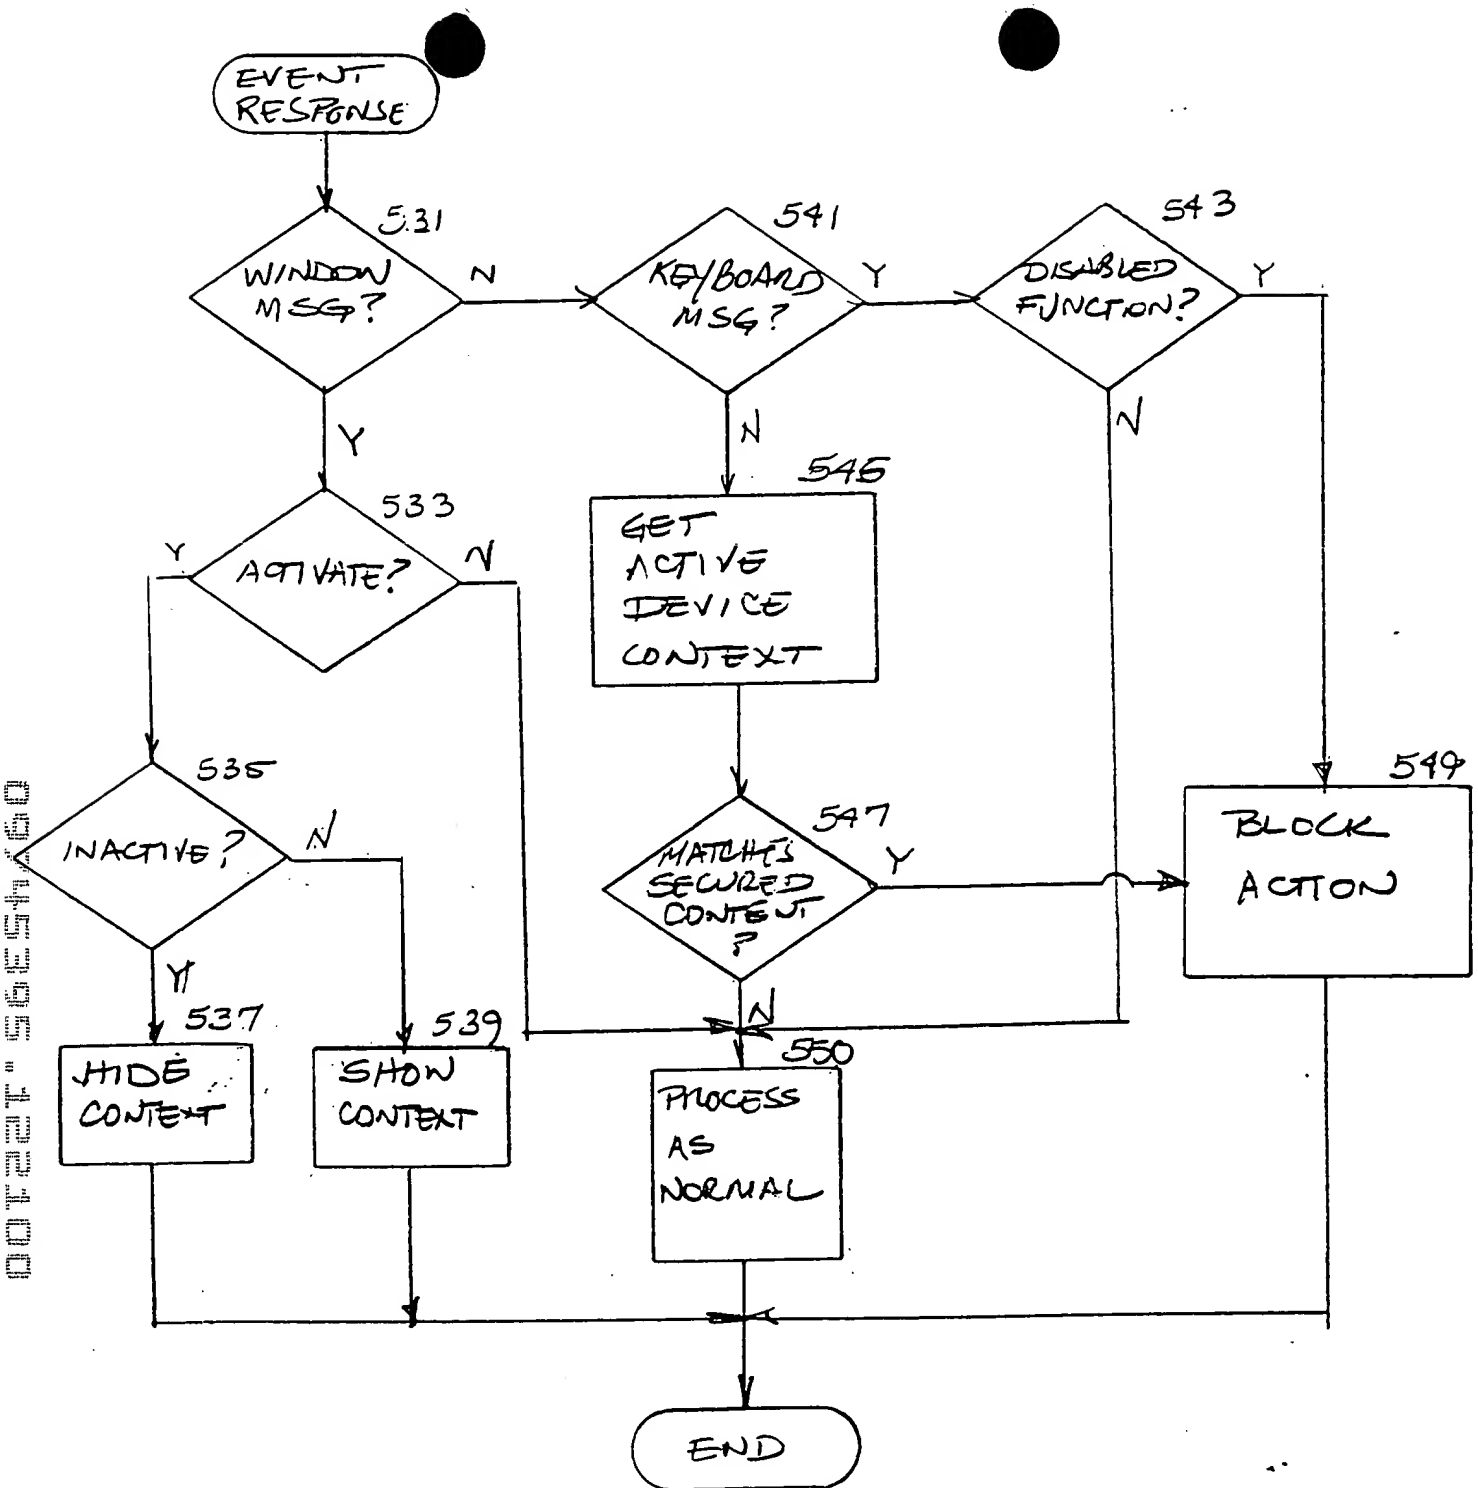 EVENT
RESPONSE
531
WINDOW
MSG?
N
Y
541
KEYBOARD
MSG?
Y
N
543
DISABLED
FUNCTION?
Y
N
533
ACTIVATE?
Y
N
545
GET
ACTIVE
DEVICE
CONTEXT
535
INACTIVE?
N
Y
547
MATCHES
SECURED
CONTENT
?
Y
N
549
BLOCK
ACTION
537
HIDE
CONTEXT
539
SHOW
CONTEXT
550
PROCESS
AS
NORMAL
END
09745395.122100